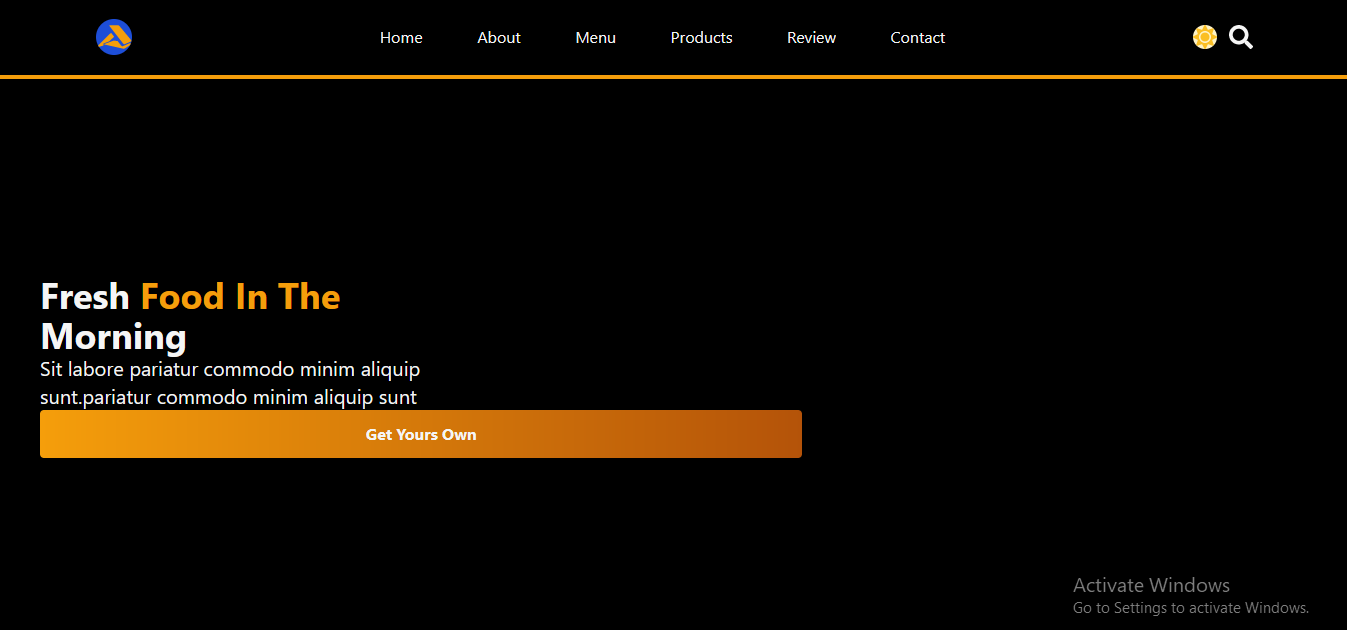 Home About Menu Products Review Contact
Fresh Food In The
Morning
Sit labore pariatur commodo minim aliquip
sunt.pariatur commodo minim aliquip sunt
Get Yours Own
Activate Windows
Go to Settings to activate Windows.